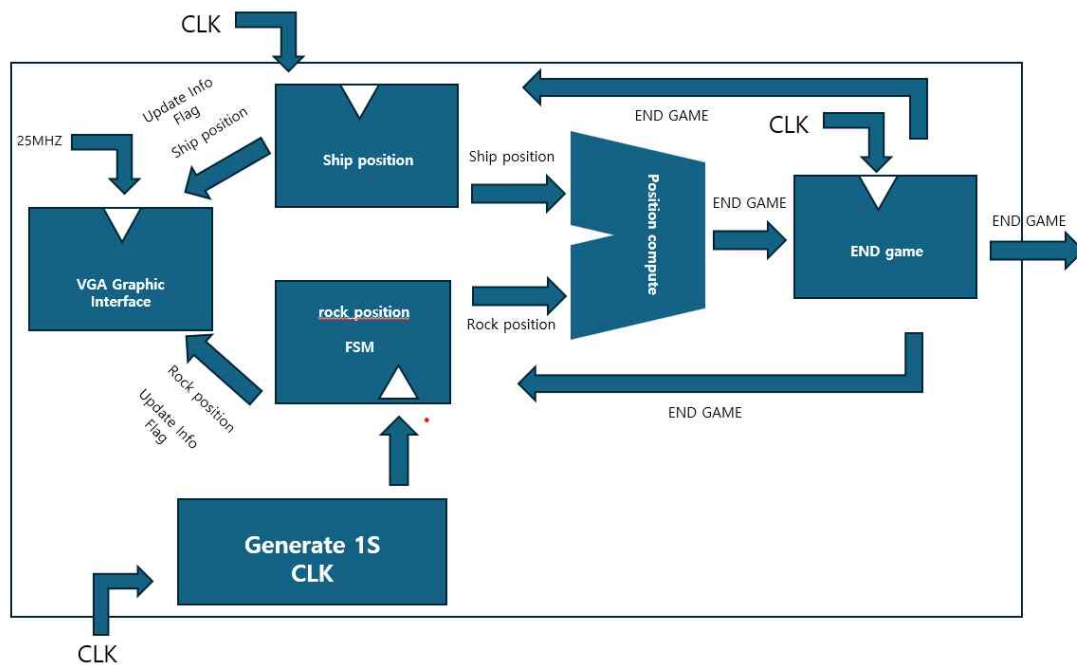 CLK
Update Info
Flag
Ship position
25MHZ
Ship position
Ship position
END GAME
CLK
Position compute
END GAME
END game
END GAME
VGA Graphic
Interface
rock position
FSM
Rock position
Rock position
Update Info
Flag
END GAME
Generate 1S
CLK
CLK